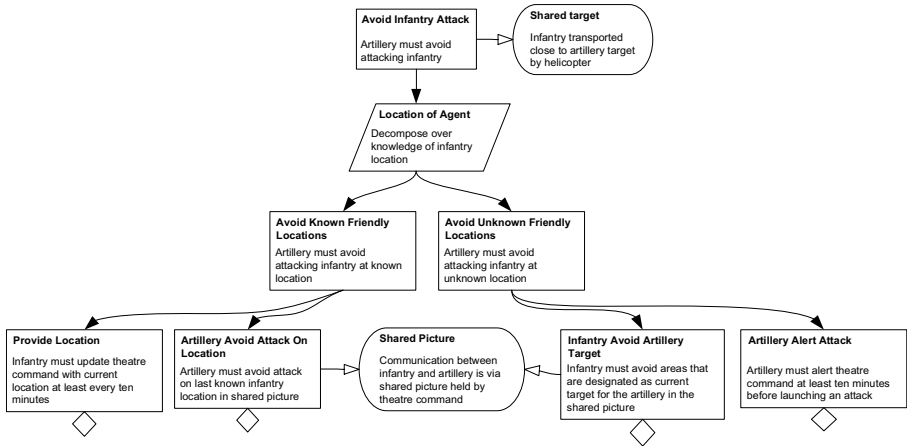 Avoid Infantry Attack
Artillery must avoid
attacking infantry
Shared target
Infantry transported
close to artillery target
by helicopter
Location of Agent
Decompose over
knowledge of infantry
location
Avoid Known Friendly
Locations
Artillery must avoid
attacking infantry at known
location
Avoid Unknown Friendly
Locations
Artillery must avoid
attacking infantry at
unknown location
Provide Location
Infantry must update theatre
command with current
location at least every ten
minutes
Artillery Avoid Attack On
Location
Artillery must avoid attack
on last known infantry
location in shared picture
Shared Picture
Communication between
infantry and artillery is via
shared picture held by
theatre command
Infantry Avoid Artillery
Target
Infantry must avoid areas that
are designated as current
target for the artillery in
the shared picture
Artillery Alert Attack
Artillery must alert theatre
command at least ten minutes
before launching an attack